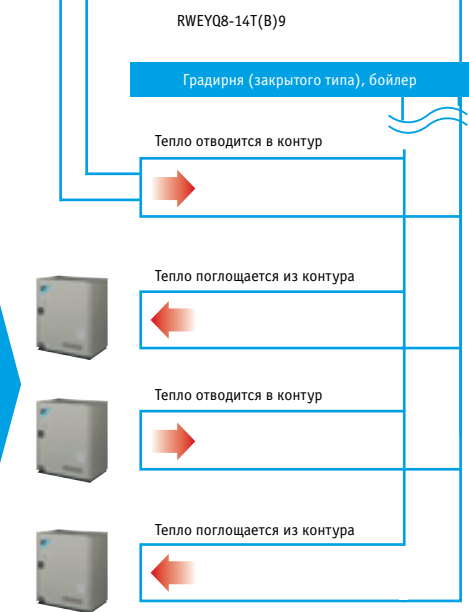 RWEYQ8-14T(B)9
Градирня (закрытого типа), бойлер
Тепло отводится в контур
Тепло поглощается из контура
Тепло отводится в контур
Тепло поглощается из контура